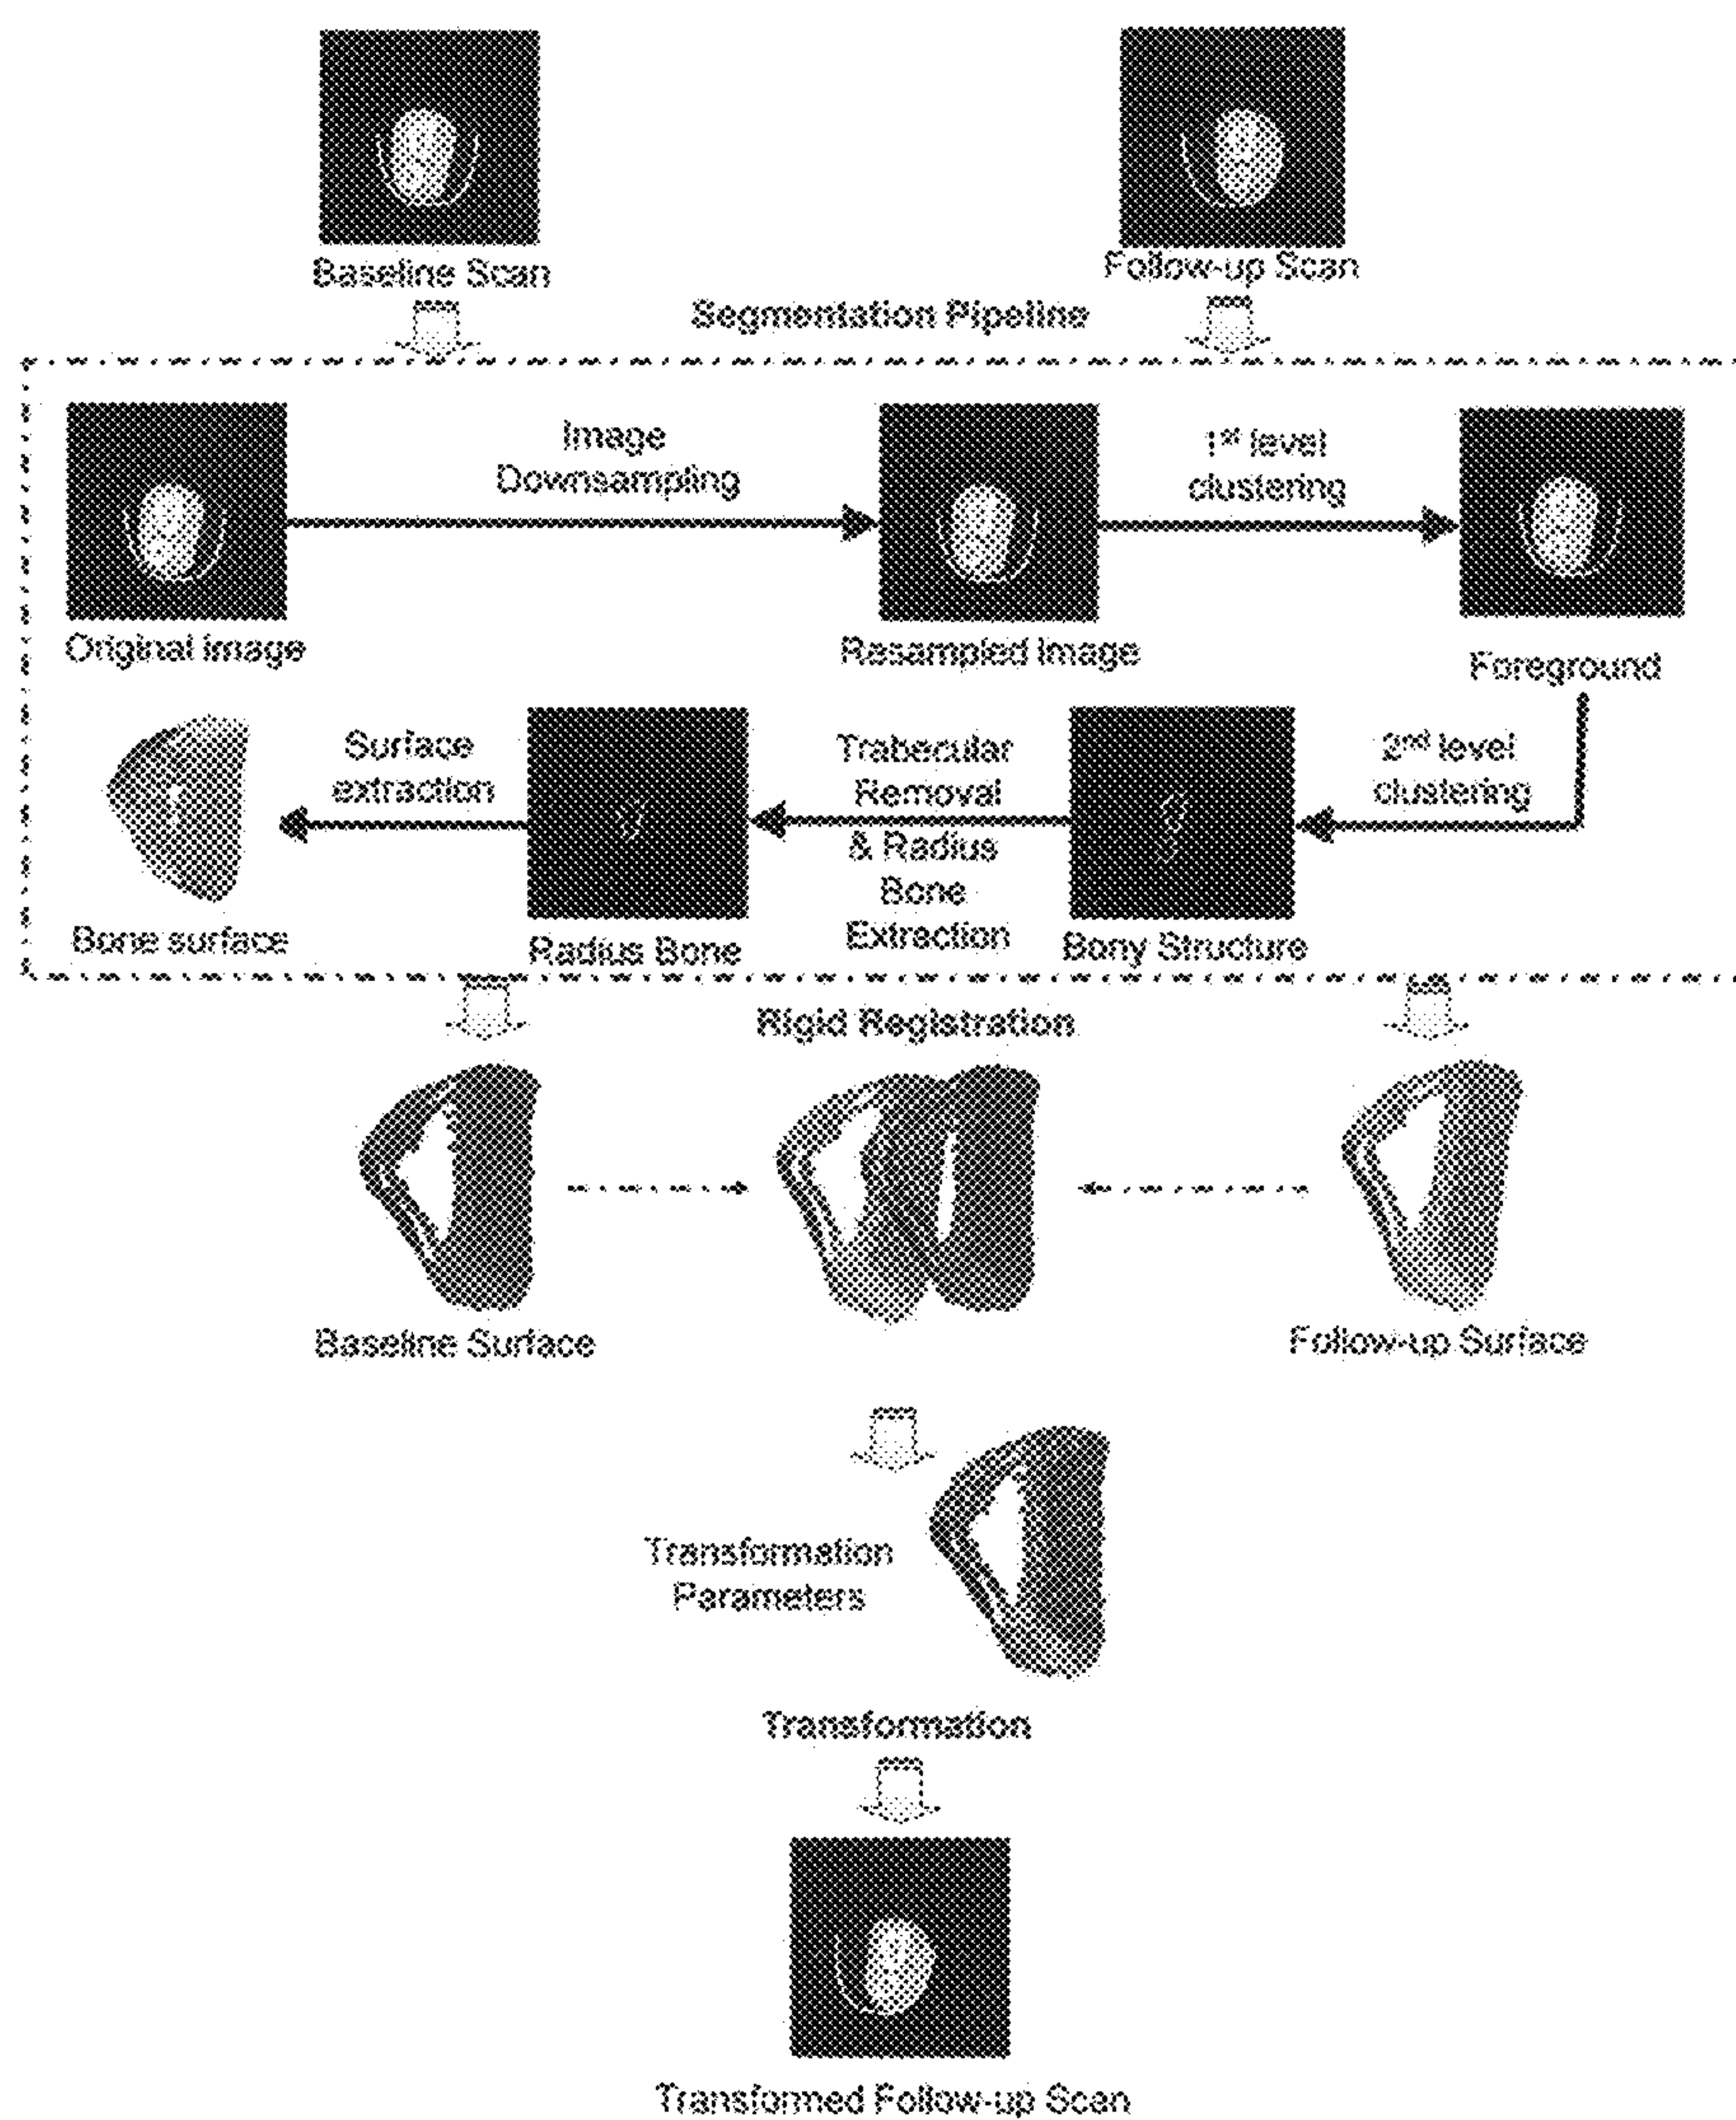 Baseline Scan
Follow-up Scan
Segmentation Pipeline
Image
Downsampling
1st level
clustering
Original image
Resampled Image
Foreground
Surface
extraction
Trabecular
Removal
& Radius
Bone
Extraction
2nd level
clustering
Bone surface
Radius Bone
Bony Structure
Rigid Registration
Baseline Surface
Follow-up Surface
Transformation
Parameters
Transformation
Transformed Follow-up Scan